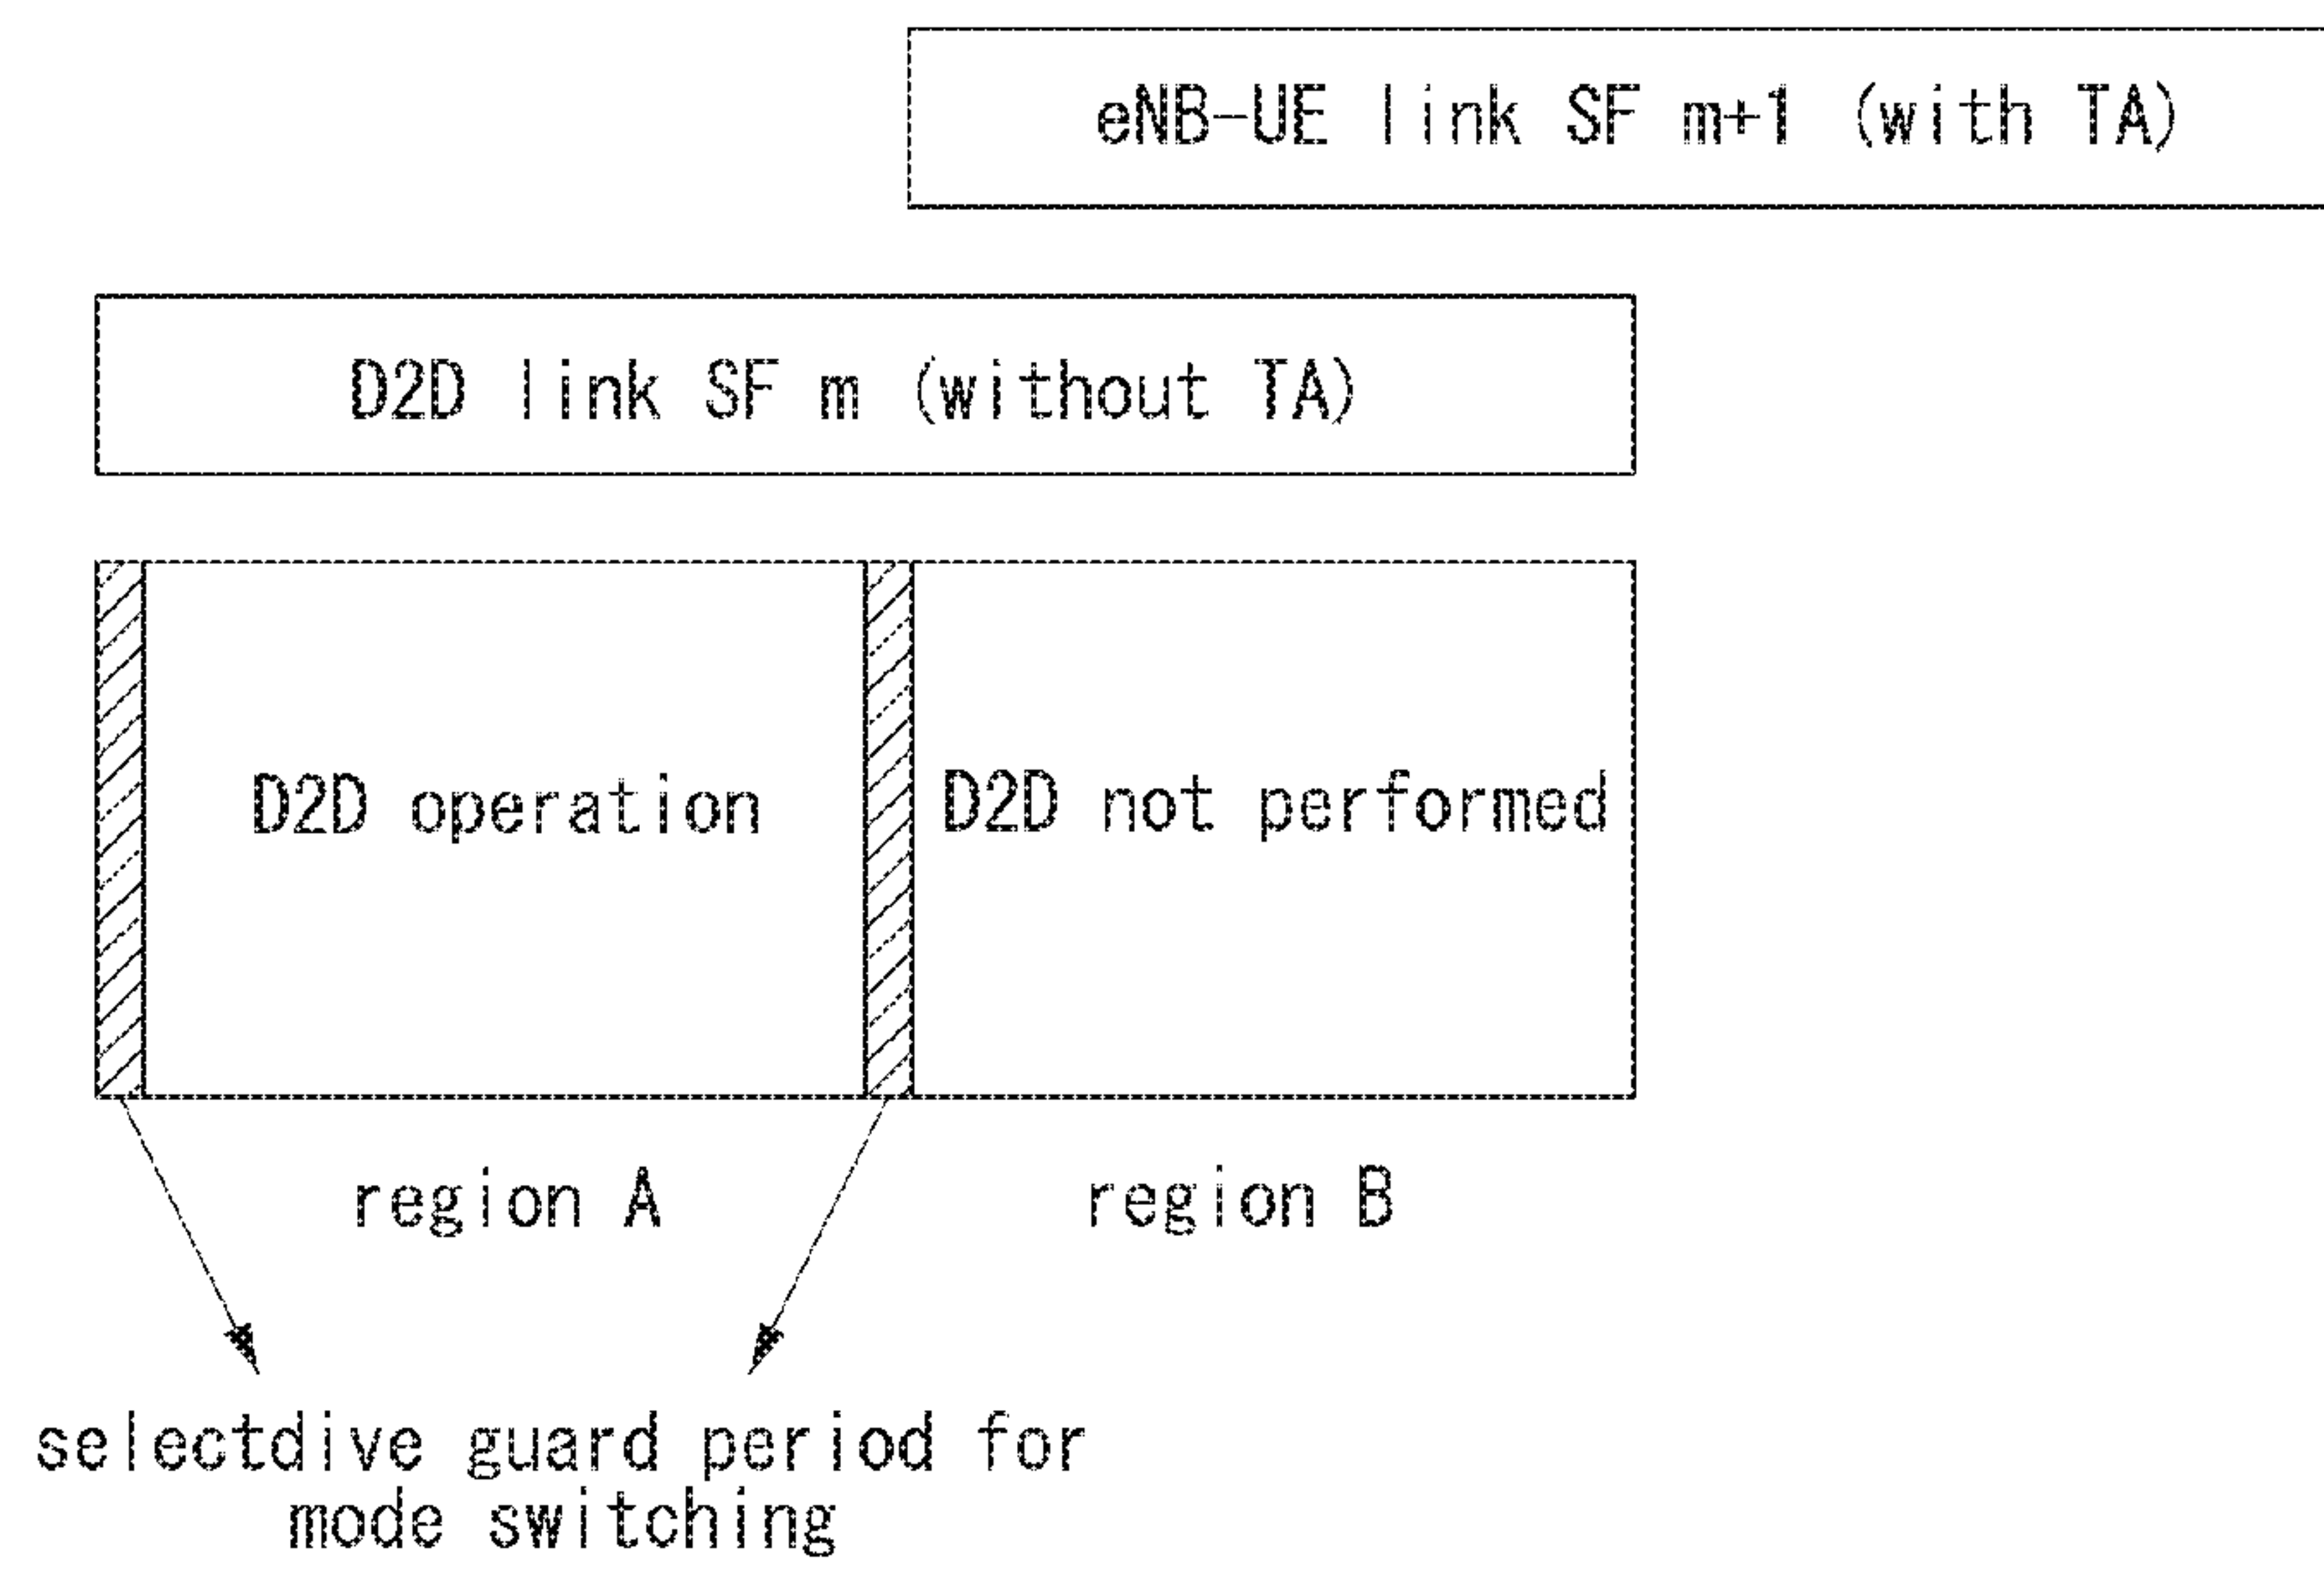 eNB-UE link SF m+1 (with TA)
D2D link SF m (without TA)
D2D operation
D2D not performed
region A
region B
selectdive guard period for
mode switching